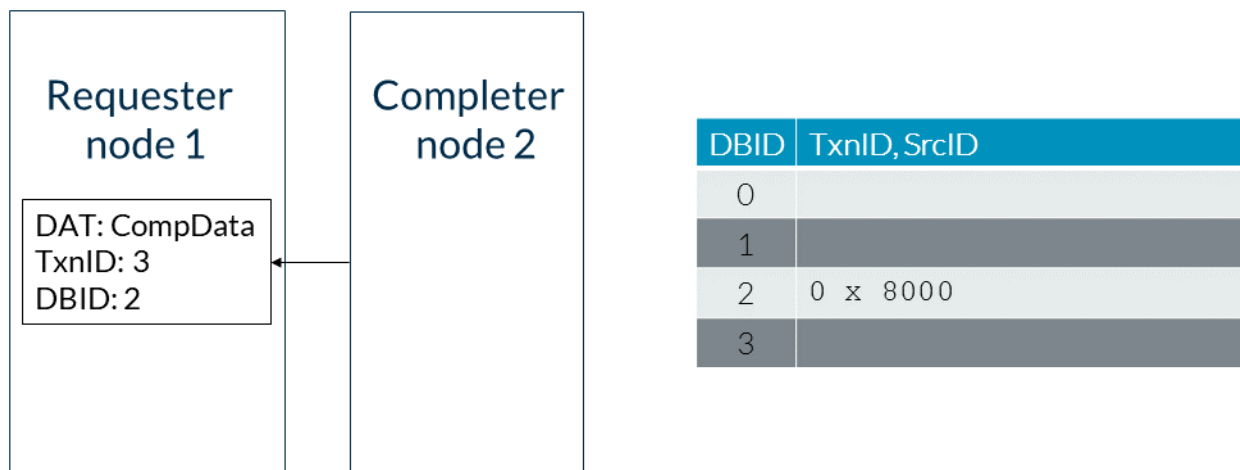 Requester
node 1
DAT: CompData
TxnID: 3
DBID: 2
Completer
node 2
DBID TxnID, SrcID
0
1
2 0 x 8000
3